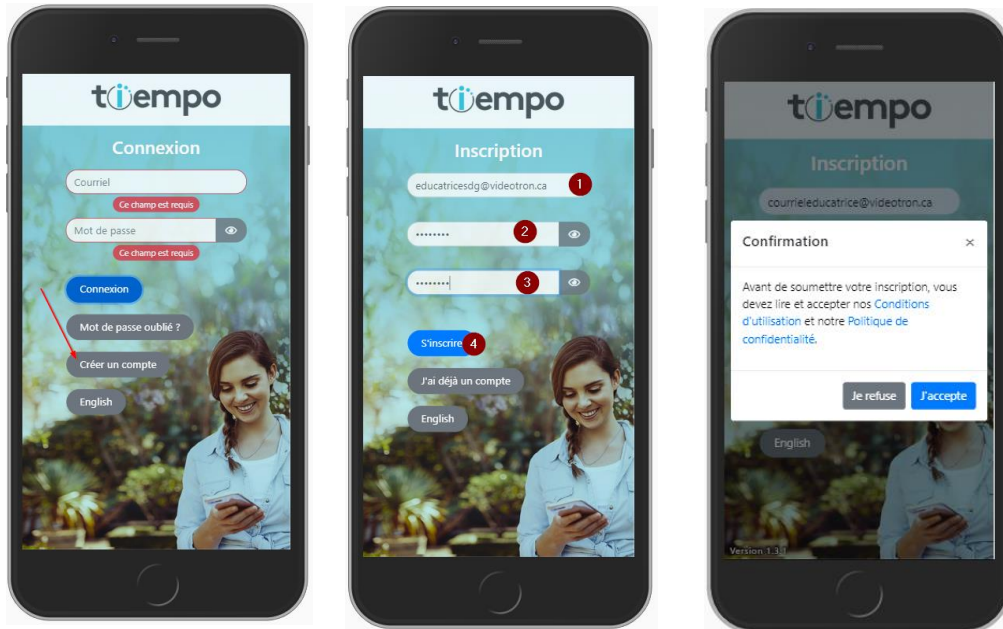 tiempo
Connexion
Courriel
Ce champ est requis
Mot de passe
Ce champ est requis
Connexion
Mot de passe oublié ?
Créer un compte
English
tiempo
Inscription
educatricesdg@videotron.ca 1
2
3
S'inscrire 4
J'ai déjà un compte
English
tiempo
Inscription
courrieleducatrice@videotron.ca
Confirmation ×
Avant de soumettre votre inscription, vous
devez lire et accepter nos Conditions
d'utilisation et notre Politique de
confidentialité.
Je refuse J'accepte
English
Version 1.3.1